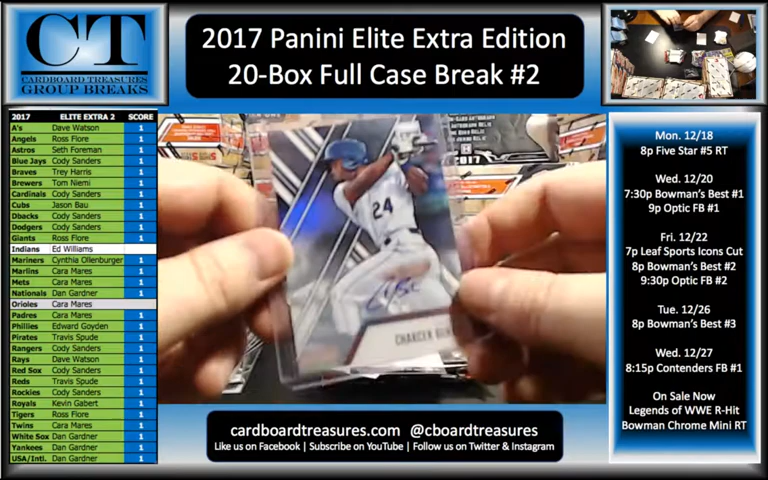 CT
CARDBOARD TREASURES
GROUP BREAKS
2017 Panini Elite Extra Edition
20-Box Full Case Break #2
2017 ELITE EXTRA 2 SCORE
A's Dave Watson 1
Angels Ross Flore 1
Astros Seth Foreman 1
Blue Jays Cody Sanders 1
Braves Trey Harris 1
Brewers Tom Niemi 1
Cardinals Cody Sanders 1
Cubs Jason Bau 1
Dbacks Cody Sanders 1
Dodgers Cody Sanders 1
Giants Ross Flore 1
Indians Ed Williams
Mariners Cynthia Ollenburger 1
Marlins Cara Mares 1
Mets Cara Mares 1
Nationals Dan Gardner 1
Orioles Cara Mares
Padres Cara Mares 1
Phillies Edward Goyden 1
Pirates Travis Spude 1
Rangers Cody Sanders 1
Rays Dave Watson 1
Red Sox Cody Sanders 1
Reds Travis Spude 1
Rockies Cody Sanders 1
Royals Kevin Gabert 1
Tigers Ross Flore 1
Twins Cara Mares 1
White Sox Dan Gardner 1
Yankees Dan Gardner 1
USA/Intl. Dan Gardner 1
2017
24
Mon. 12/18
8p Five Star #5 RT
Wed. 12/20
7:30p Bowman's Best #1
9p Optic FB #1
Fri. 12/22
7p Leaf Sports Icons Cut
8p Bowman's Best #2
9:30p Optic FB #2
Tue. 12/26
8p Bowman's Best #3
Wed. 12/27
8:15p Contenders FB #1
On Sale Now
Legends of WWE R-Hit
Bowman Chrome Mini RT
cardboardtreasures.com @cboardtreasures
Like us on Facebook | Subscribe on YouTube | Follow us on Twitter & Instagram